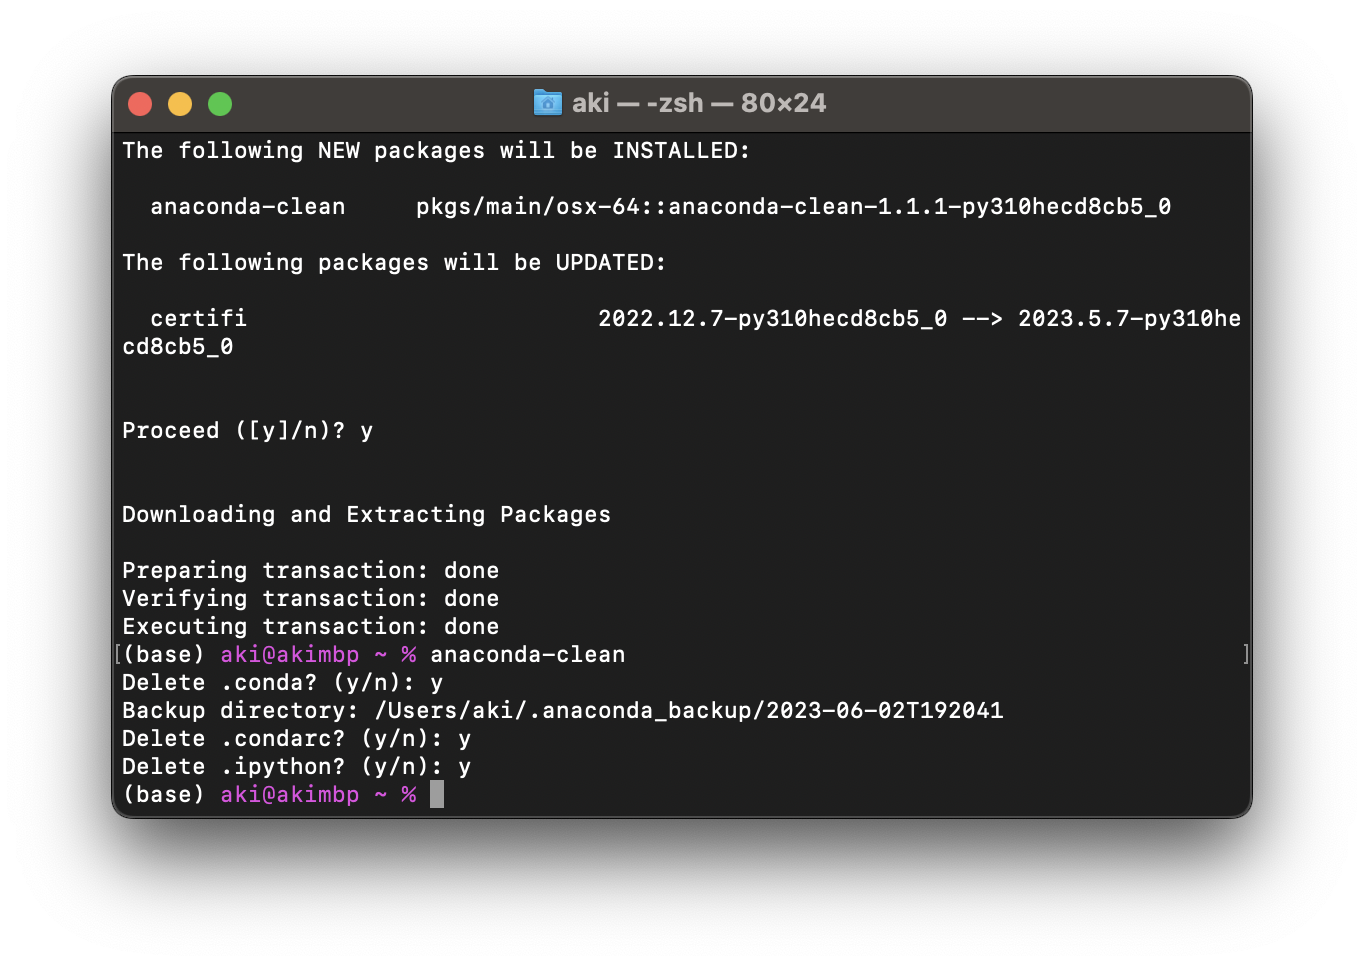 aki — -zsh — 80×24
The following NEW packages will be INSTALLED:
anaconda-clean     pkgs/main/osx-64::anaconda-clean-1.1.1-py310hecd8cb5_0
The following packages will be UPDATED:
certifi                         2022.12.7-py310hecd8cb5_0 --> 2023.5.7-py310he
cd8cb5_0
Proceed ([y]/n)? y
Downloading and Extracting Packages
Preparing transaction: done
Verifying transaction: done
Executing transaction: done
[(base) aki@akimbp ~ % anaconda-clean ]
Delete .conda? (y/n): y
Backup directory: /Users/aki/.anaconda_backup/2023-06-02T192041
Delete .condarc? (y/n): y
Delete .ipython? (y/n): y
(base) aki@akimbp ~ %